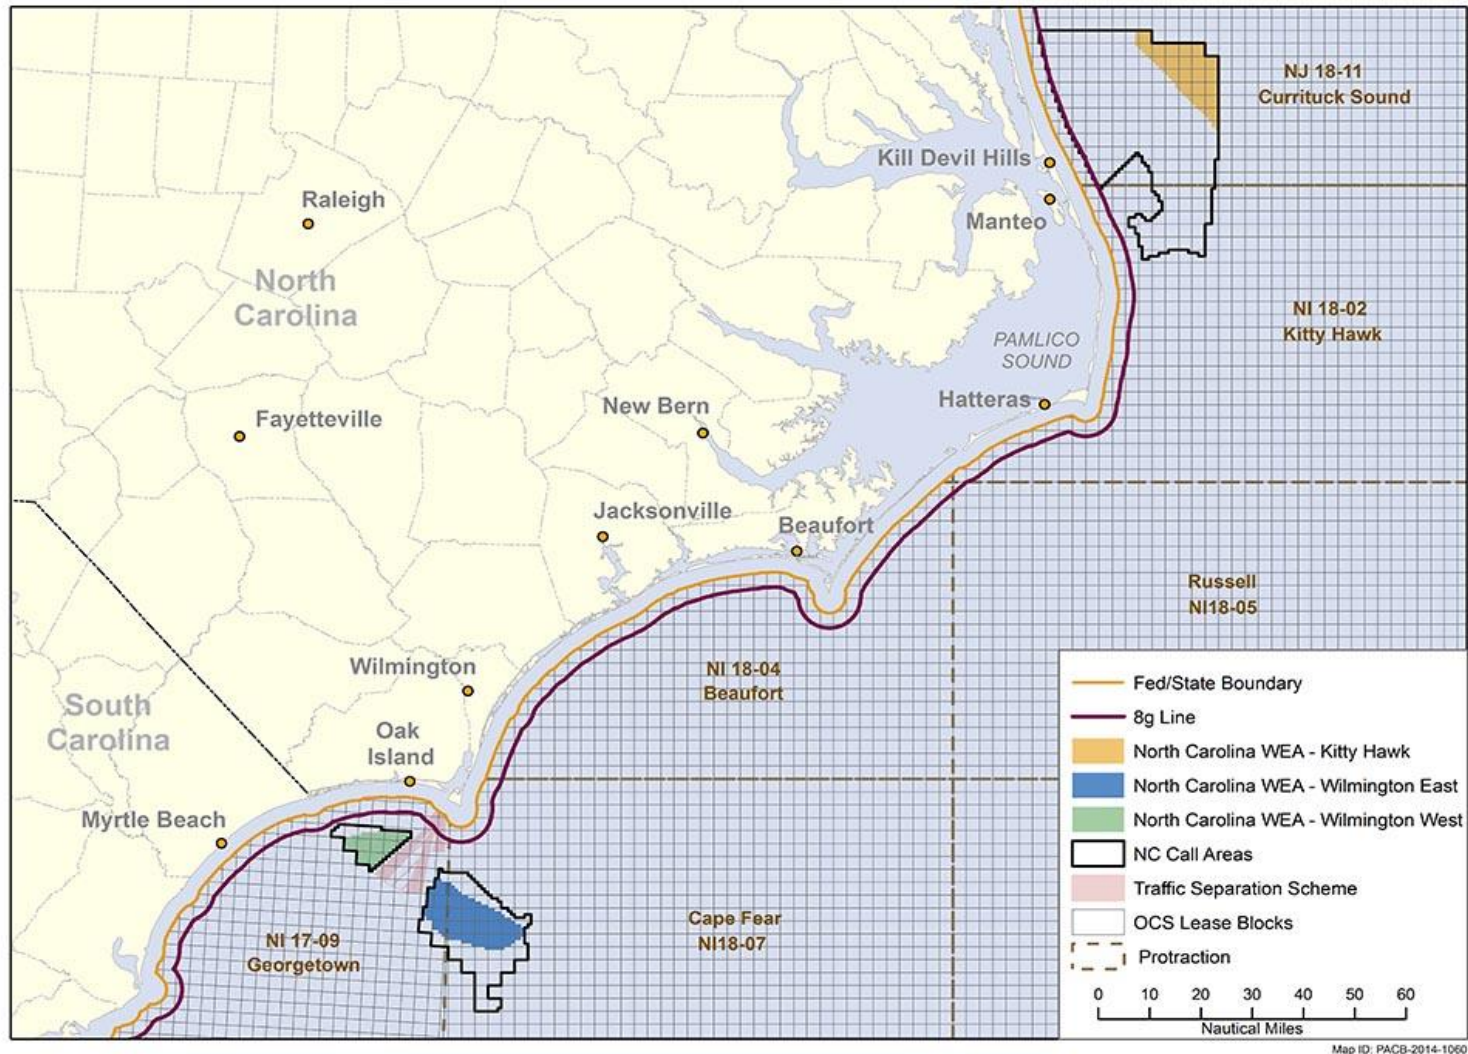 NJ 18-11
Currituck Sound
Kill Devil Hills
Manteo
Raleigh
North
Carolina
NI 18-02
Kitty Hawk
PAMLICO
SOUND
Hatteras
New Bern
Fayetteville
Jacksonville
Beaufort
Russell
NI18-05
Wilmington
NI 18-04
Beaufort
South
Carolina
Oak
Island
Myrtle Beach
Cape Fear
NI18-07
NI 17-09
Georgetown
Fed/State Boundary
8g Line
North Carolina WEA - Kitty Hawk
North Carolina WEA - Wilmington East
North Carolina WEA - Wilmington West
NC Call Areas
Traffic Separation Scheme
OCS Lease Blocks
Protraction
0 10 20 30 40 50 60
Nautical Miles
Map ID: PACB-2014-1060